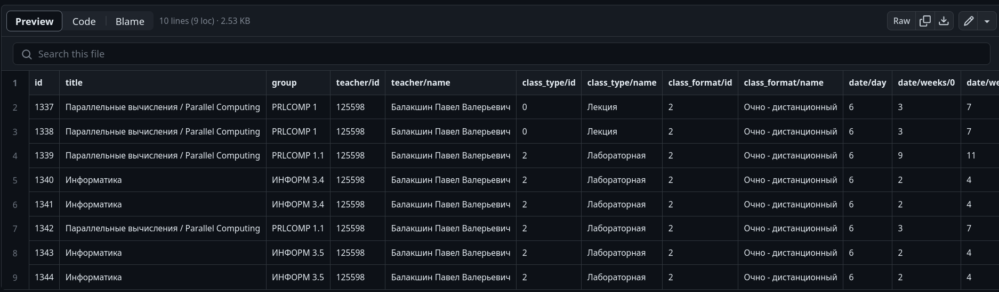 Preview Code Blame 10 lines (9 loc) · 2.53 KB Raw
Search this file
1 id title group teacher/id teacher/name class_type/id class_type/name class_format/id class_format/name date/day date/weeks/0 date/we
2 1337 Параллельные вычисления / Parallel Computing PRLCOMP 1 125598 Балакшин Павел Валерьевич 0 Лекция 2 Очно - дистанционный 6 3 7
3 1338 Параллельные вычисления / Parallel Computing PRLCOMP 1 125598 Балакшин Павел Валерьевич 0 Лекция 2 Очно - дистанционный 6 3 7
4 1339 Параллельные вычисления / Parallel Computing PRLCOMP 1.1 125598 Балакшин Павел Валерьевич 2 Лабораторная 2 Очно - дистанционный 6 9 11
5 1340 Информатика ИНФОРМ 3.4 125598 Балакшин Павел Валерьевич 2 Лабораторная 2 Очно - дистанционный 6 2 4
6 1341 Информатика ИНФОРМ 3.4 125598 Балакшин Павел Валерьевич 2 Лабораторная 2 Очно - дистанционный 6 2 4
7 1342 Параллельные вычисления / Parallel Computing PRLCOMP 1.1 125598 Балакшин Павел Валерьевич 2 Лабораторная 2 Очно - дистанционный 6 3 7
8 1343 Информатика ИНФОРМ 3.5 125598 Балакшин Павел Валерьевич 2 Лабораторная 2 Очно - дистанционный 6 2 4
9 1344 Информатика ИНФОРМ 3.5 125598 Балакшин Павел Валерьевич 2 Лабораторная 2 Очно - дистанционный 6 2 4